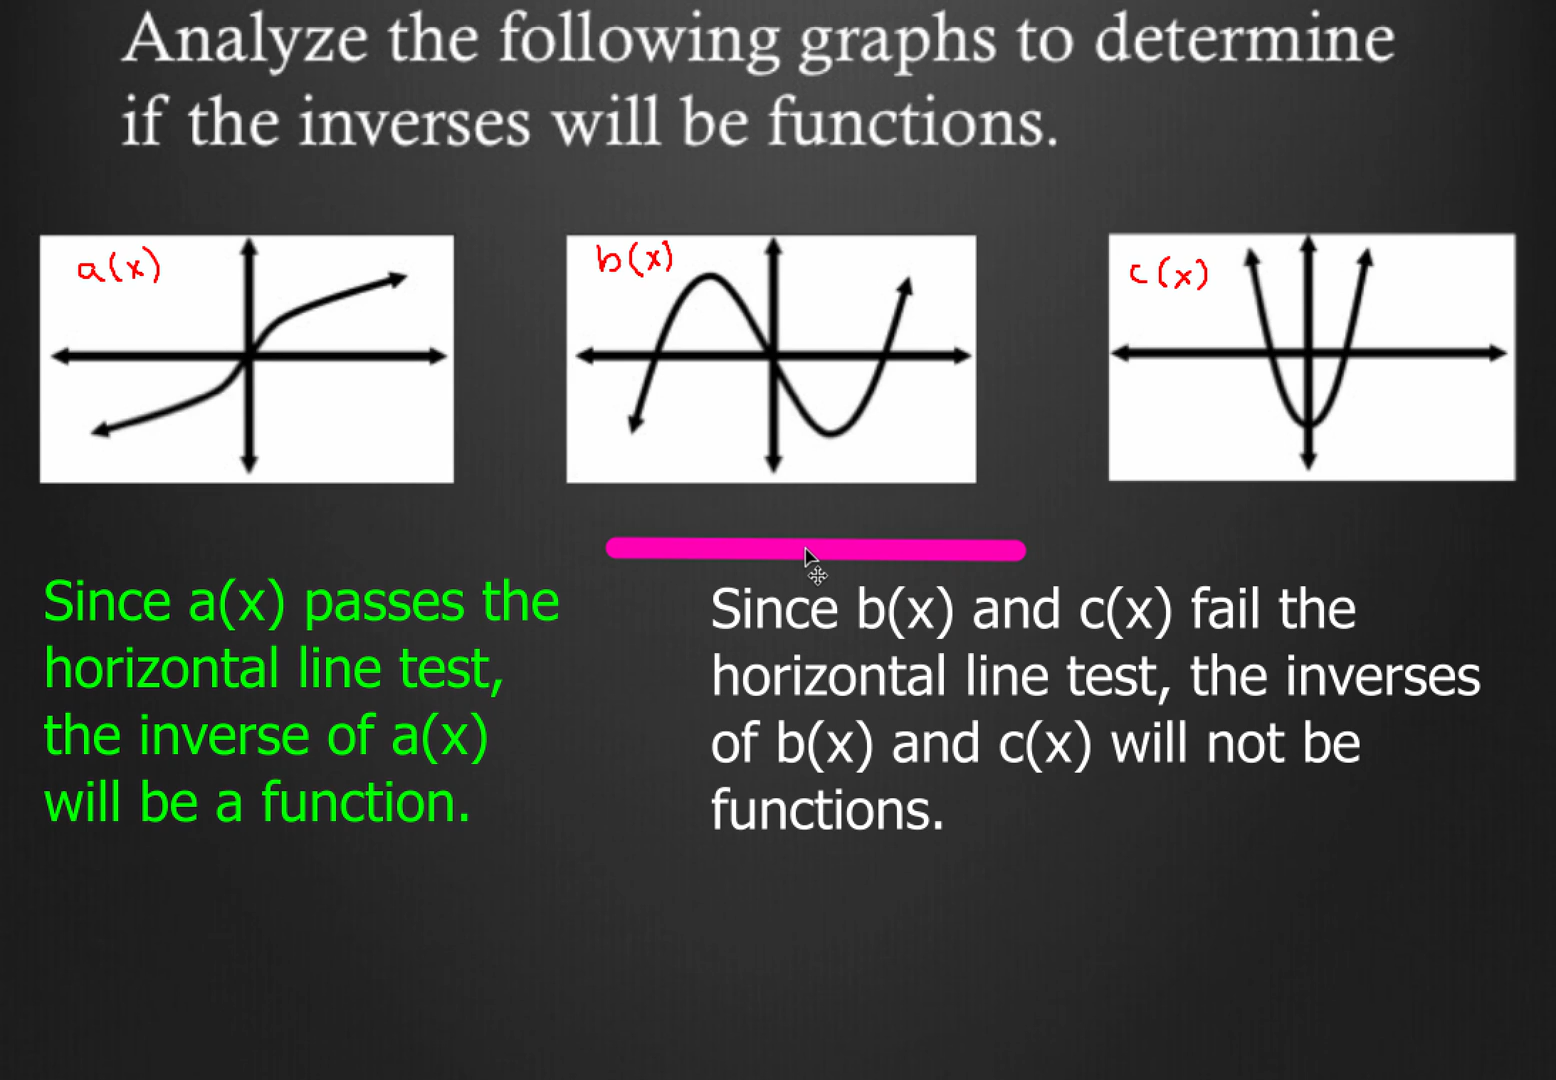 Analyze the following graphs to determine
if the inverses will be functions.
a(x)
b(x)
c(x)
Since a(x) passes the
horizontal line test,
the inverse of a(x)
will be a function.
Since b(x) and c(x) fail the
horizontal line test, the inverses
of b(x) and c(x) will not be
functions.